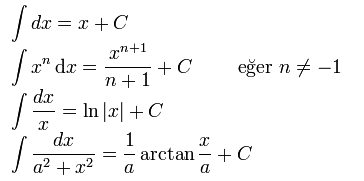 ∫ dx = x + C
∫ xⁿ dx = xⁿ⁺¹/(n + 1) + C eğer n ≠ −1
∫ dx/x = ln |x| + C
∫ dx/(a² + x²) = 1/a arctan x/a + C